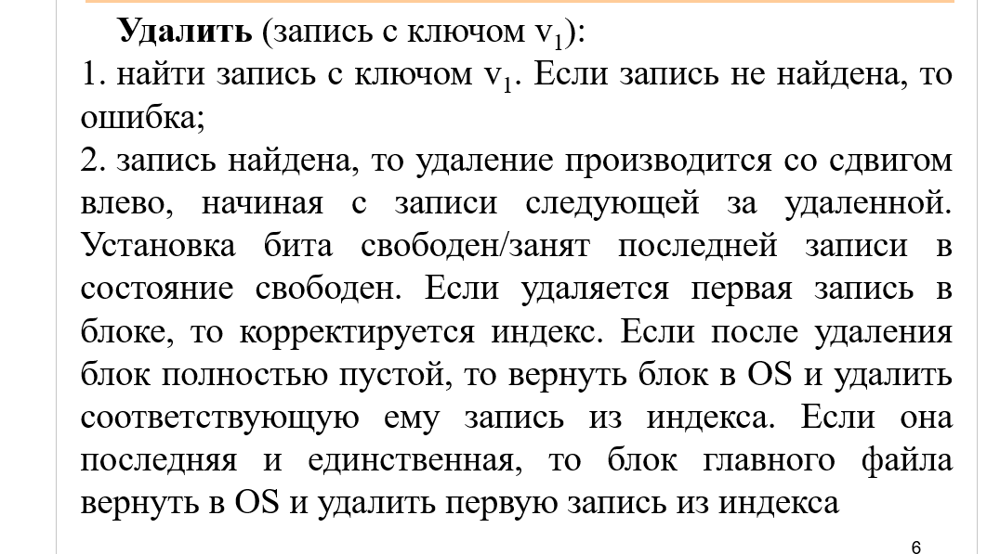 Удалить (запись с ключом v₁):
1. найти запись с ключом v₁. Если запись не найдена, то
ошибка;
2. запись найдена, то удаление производится со сдвигом
влево, начиная с записи следующей за удаленной.
Установка бита свободен/занят последней записи в
состояние свободен. Если удаляется первая запись в
блоке, то корректируется индекс. Если после удаления
блок полностью пустой, то вернуть блок в OS и удалить
соответствующую ему запись из индекса. Если она
последняя и единственная, то блок главного файла
вернуть в OS и удалить первую запись из индекса
6